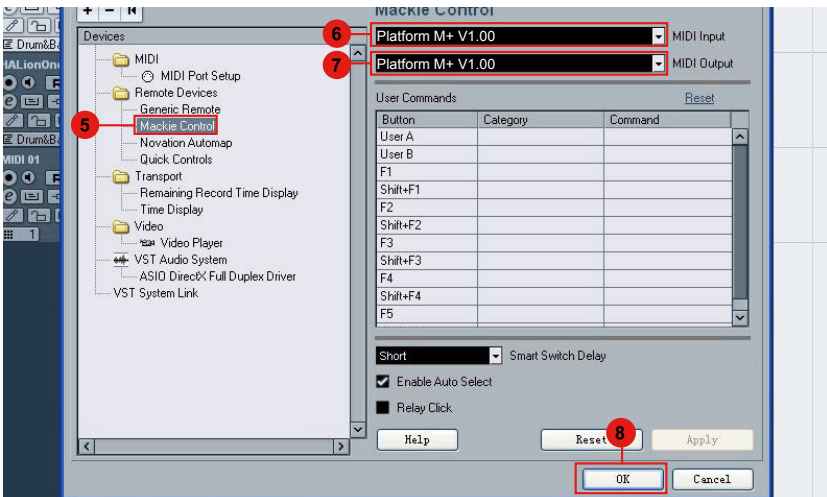 + - 
Mackie Control
Devices
6
Platform M+ V1.00
MIDI Input
7
Platform M+ V1.00
MIDI Output
MIDI
MIDI Port Setup
Remote Devices
Generic Remote
5
Mackie Control
Novation Automap
Quick Controls
Transport
Remaining Record Time Display
Time Display
Video
Video Player
VST Audio System
ASIO DirectX Full Duplex Driver
VST System Link
User Commands
Reset
Button Category Command
User A
User B
F1
Shift+F1
F2
Shift+F2
F3
Shift+F3
F4
Shift+F4
F5
Short
Smart Switch Delay
Enable Auto Select
Relay Click
Help
Reset
8
Apply
OK
Cancel
E Drum&Ba
HALionOne
R
e
E Drum&Ba
MIDI 01
R
e
1